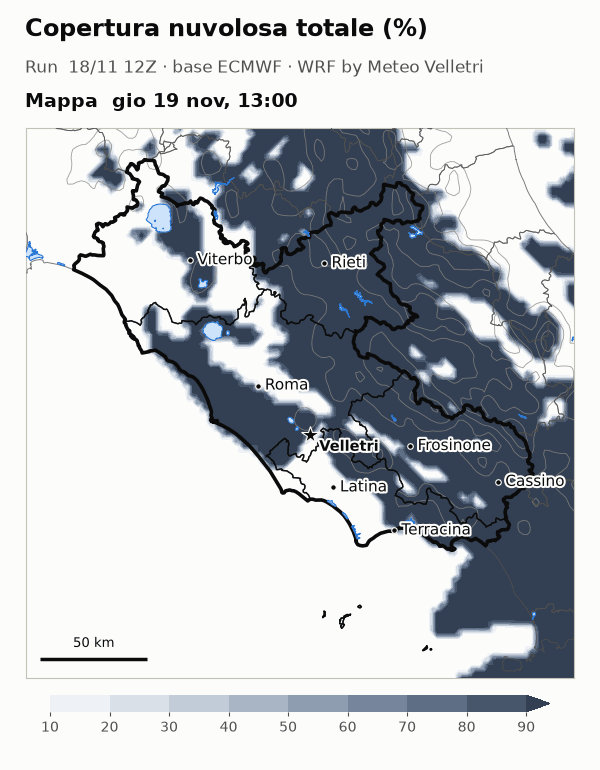 Copertura nuvolosa totale (%)
Run  18/11 12Z · base ECMWF · WRF by Meteo Velletri
Mappa  gio 19 nov, 13:00
Viterbo
Rieti
Roma
Velletri
Frosinone
Cassino
Latina
Terracina
50 km
10 20 30 40 50 60 70 80 90